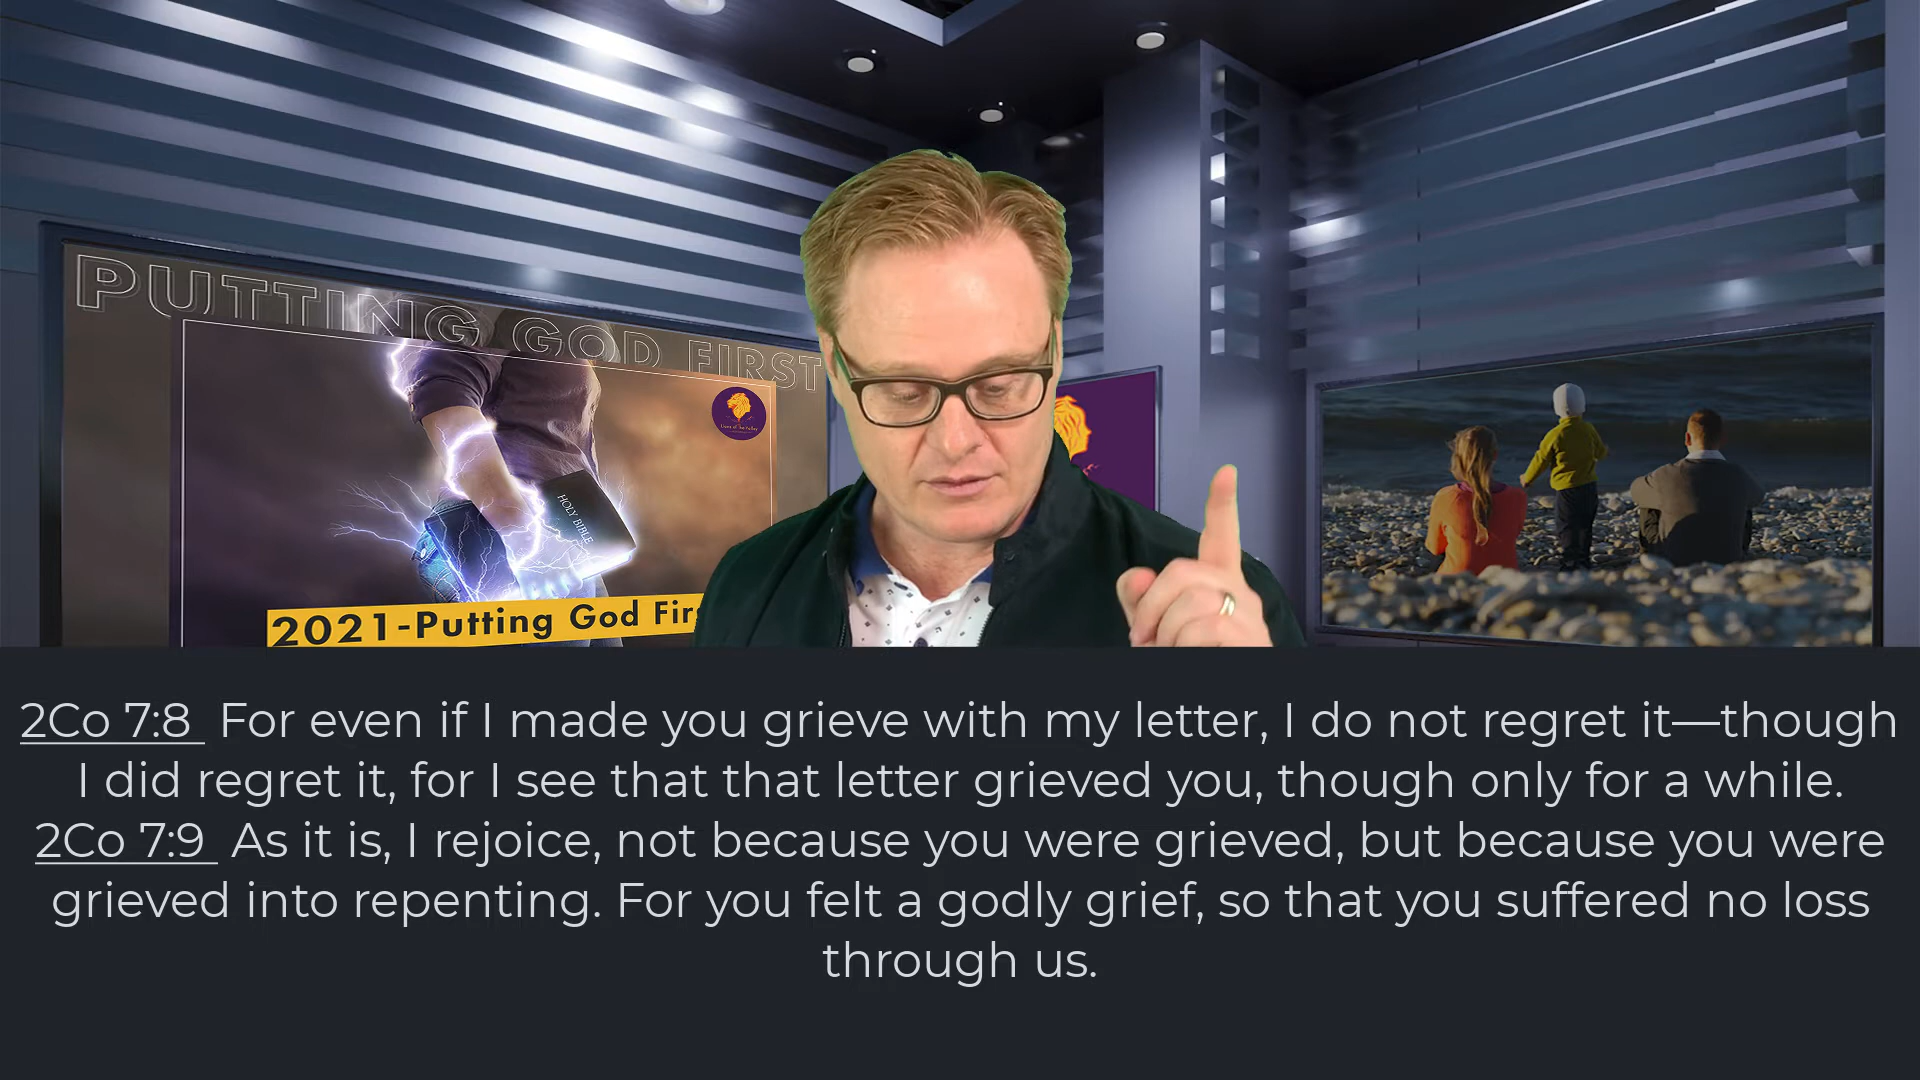 PUTTING GOD FIRST
HOLY BIBLE
2021-Putting God Firs
2Co 7:8 For even if I made you grieve with my letter, I do not regret it—though
I did regret it, for I see that that letter grieved you, though only for a while.
2Co 7:9 As it is, I rejoice, not because you were grieved, but because you were
grieved into repenting. For you felt a godly grief, so that you suffered no loss
through us.